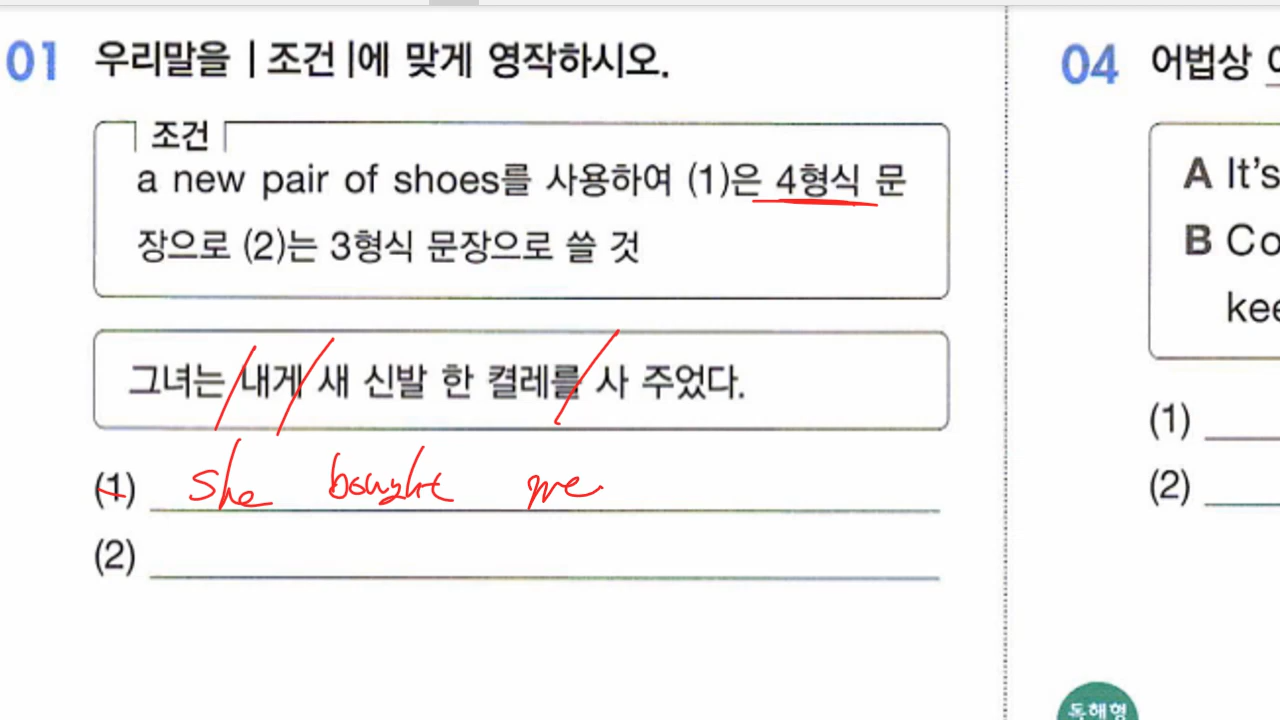 01 우리말을 | 조건 |에 맞게 영작하시오.
조건
a new pair of shoes를 사용하여 (1)은 4형식 문
장으로 (2)는 3형식 문장으로 쓸 것
그녀는 / 내게 / 새 신발 한 켤레를 / 사 주었다.
(1) she bought me
(2)
04 어법상
A It's
B Co
kee
(1)
(2)
독해형